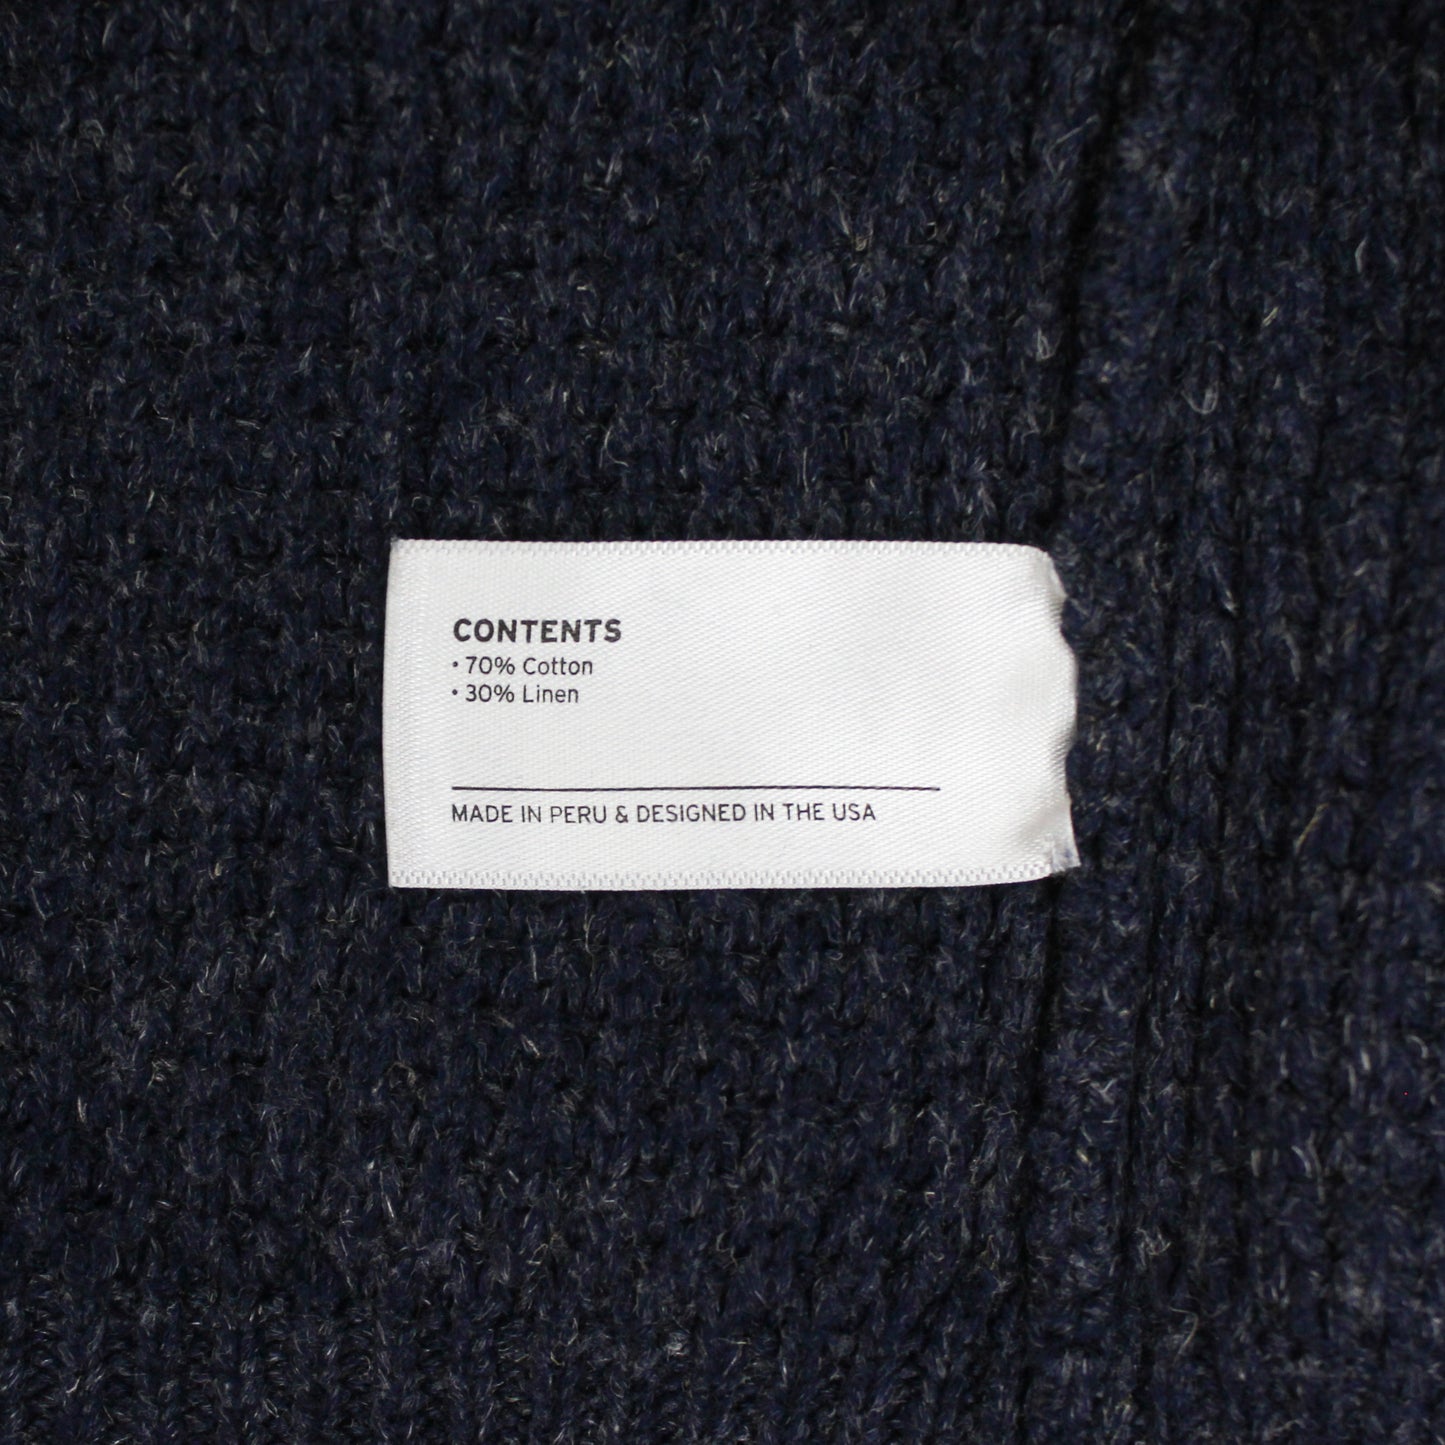 CONTENTS
• 70% Cotton
• 30% Linen
MADE IN PERU & DESIGNED IN THE USA